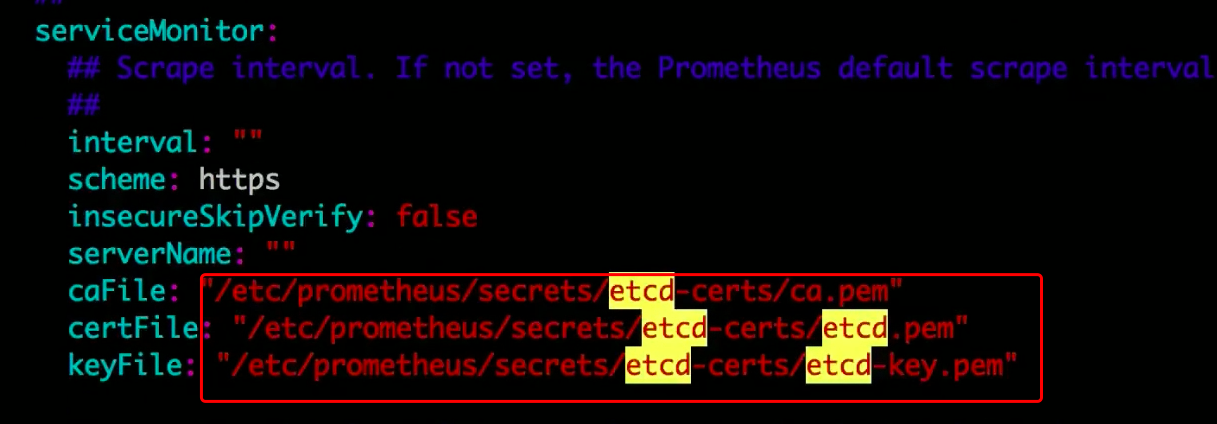 ##
serviceMonitor:
## Scrape interval. If not set, the Prometheus default scrape interval
##
interval: ""
scheme: https
insecureSkipVerify: false
serverName: ""
caFile: "/etc/prometheus/secrets/etcd-certs/ca.pem"
certFile: "/etc/prometheus/secrets/etcd-certs/etcd.pem"
keyFile: "/etc/prometheus/secrets/etcd-certs/etcd-key.pem"